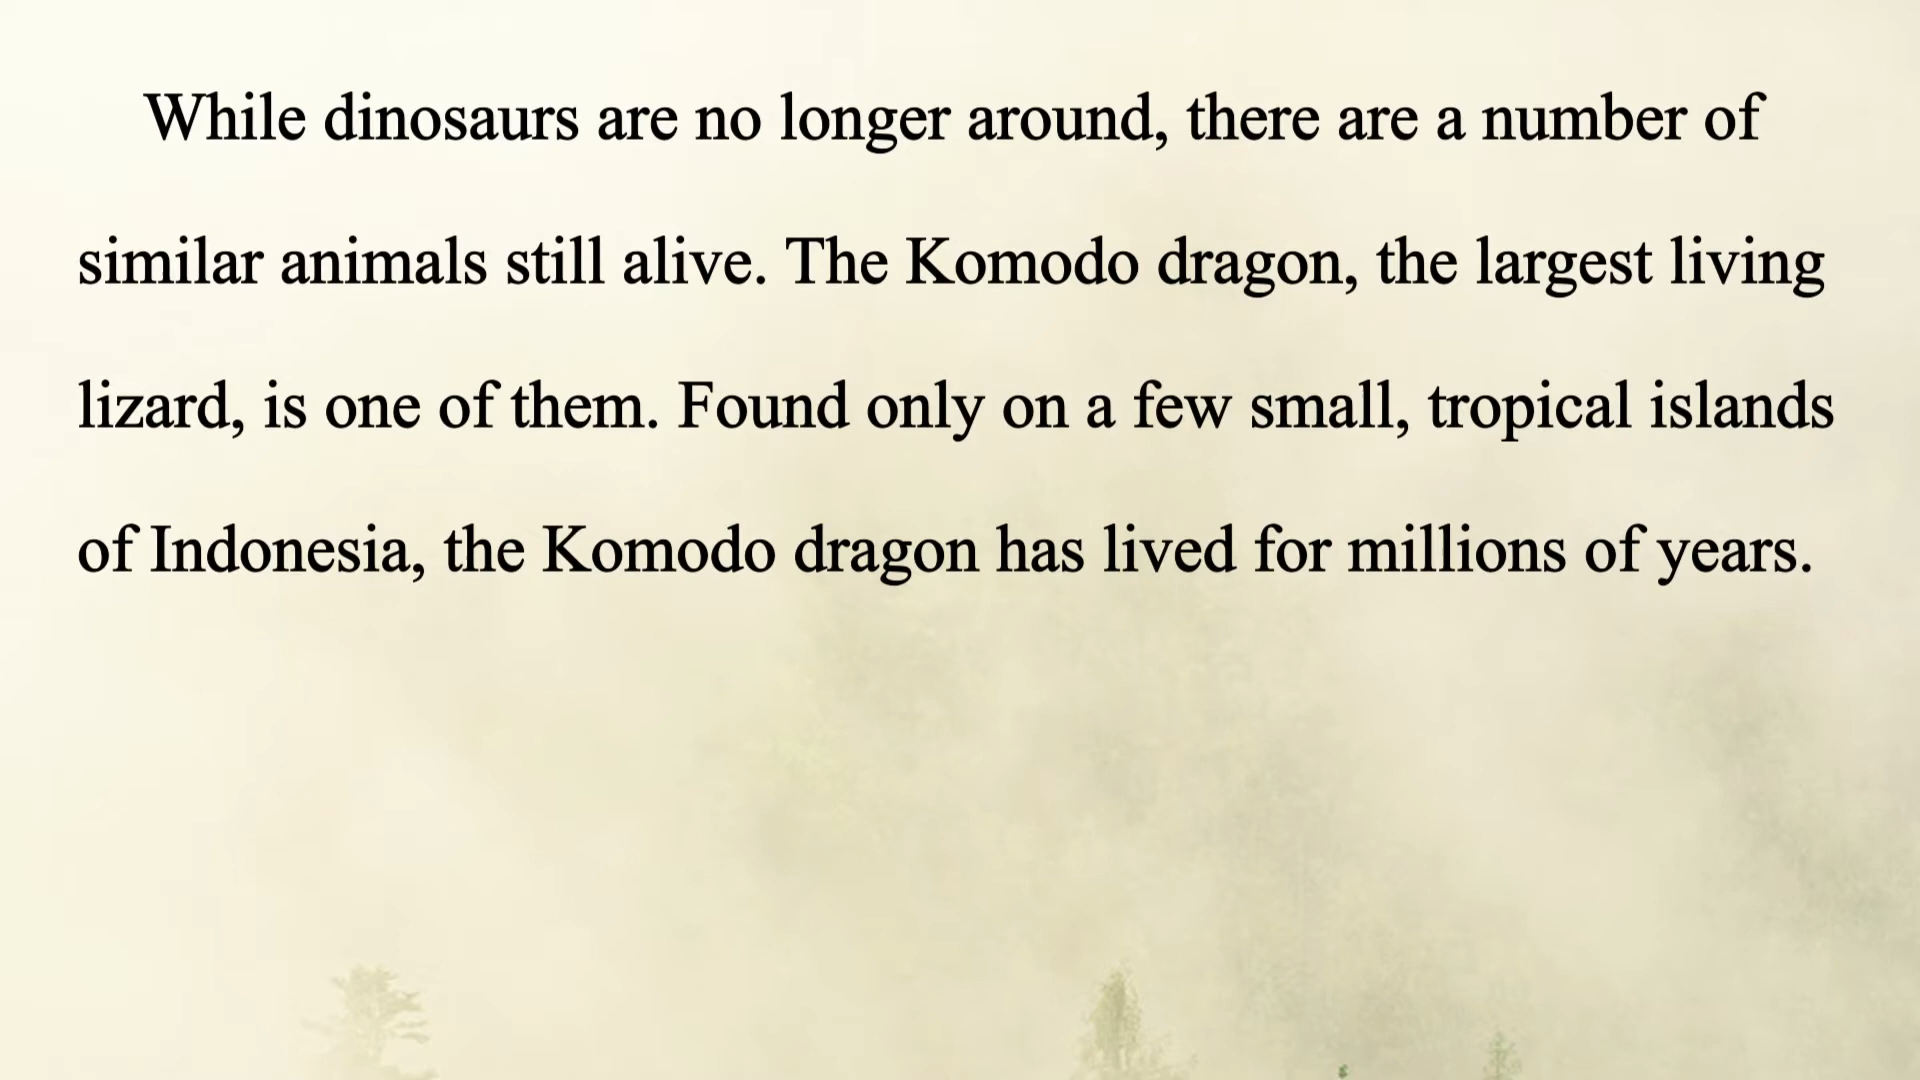 While dinosaurs are no longer around, there are a number of
similar animals still alive. The Komodo dragon, the largest living
lizard, is one of them. Found only on a few small, tropical islands
of Indonesia, the Komodo dragon has lived for millions of years.